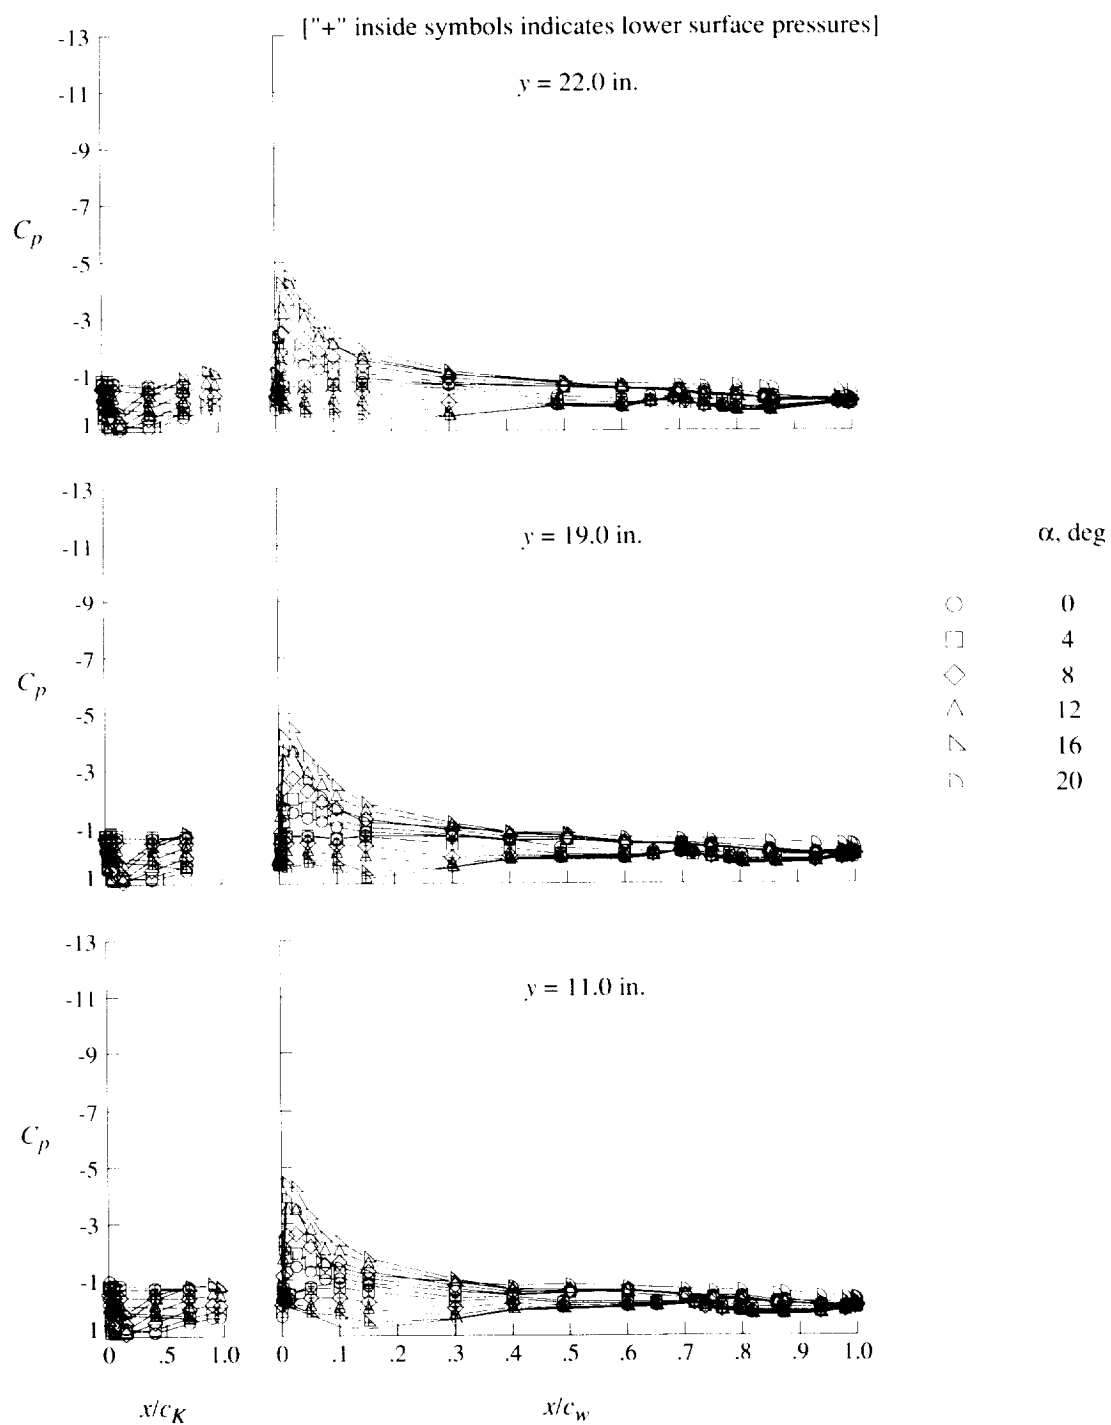 ["+" inside symbols indicates lower surface pressures]
-13
-11
-9
-7
-5
-3
-1
1
C_p
y = 22.0 in.
-13
-11
-9
-7
-5
-3
-1
1
C_p
y = 19.0 in.
α, deg
0
4
8
12
16
20
-13
-11
-9
-7
-5
-3
-1
1
C_p
y = 11.0 in.
0 .5 1.0
x/c_K
0 .1 .2 .3 .4 .5 .6 .7 .8 .9 1.0
x/c_w